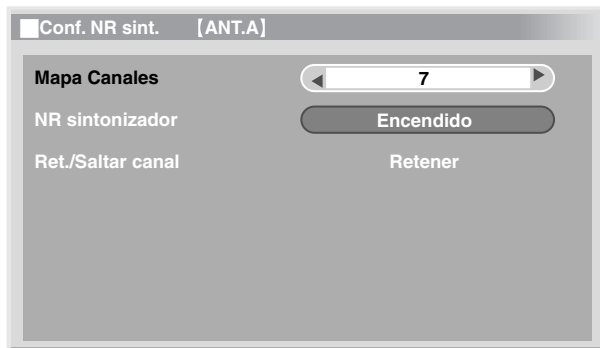 Conf. NR sint. [ANT.A]
Mapa Canales 7
NR sintonizador Encendido
Ret./Saltar canal Retener